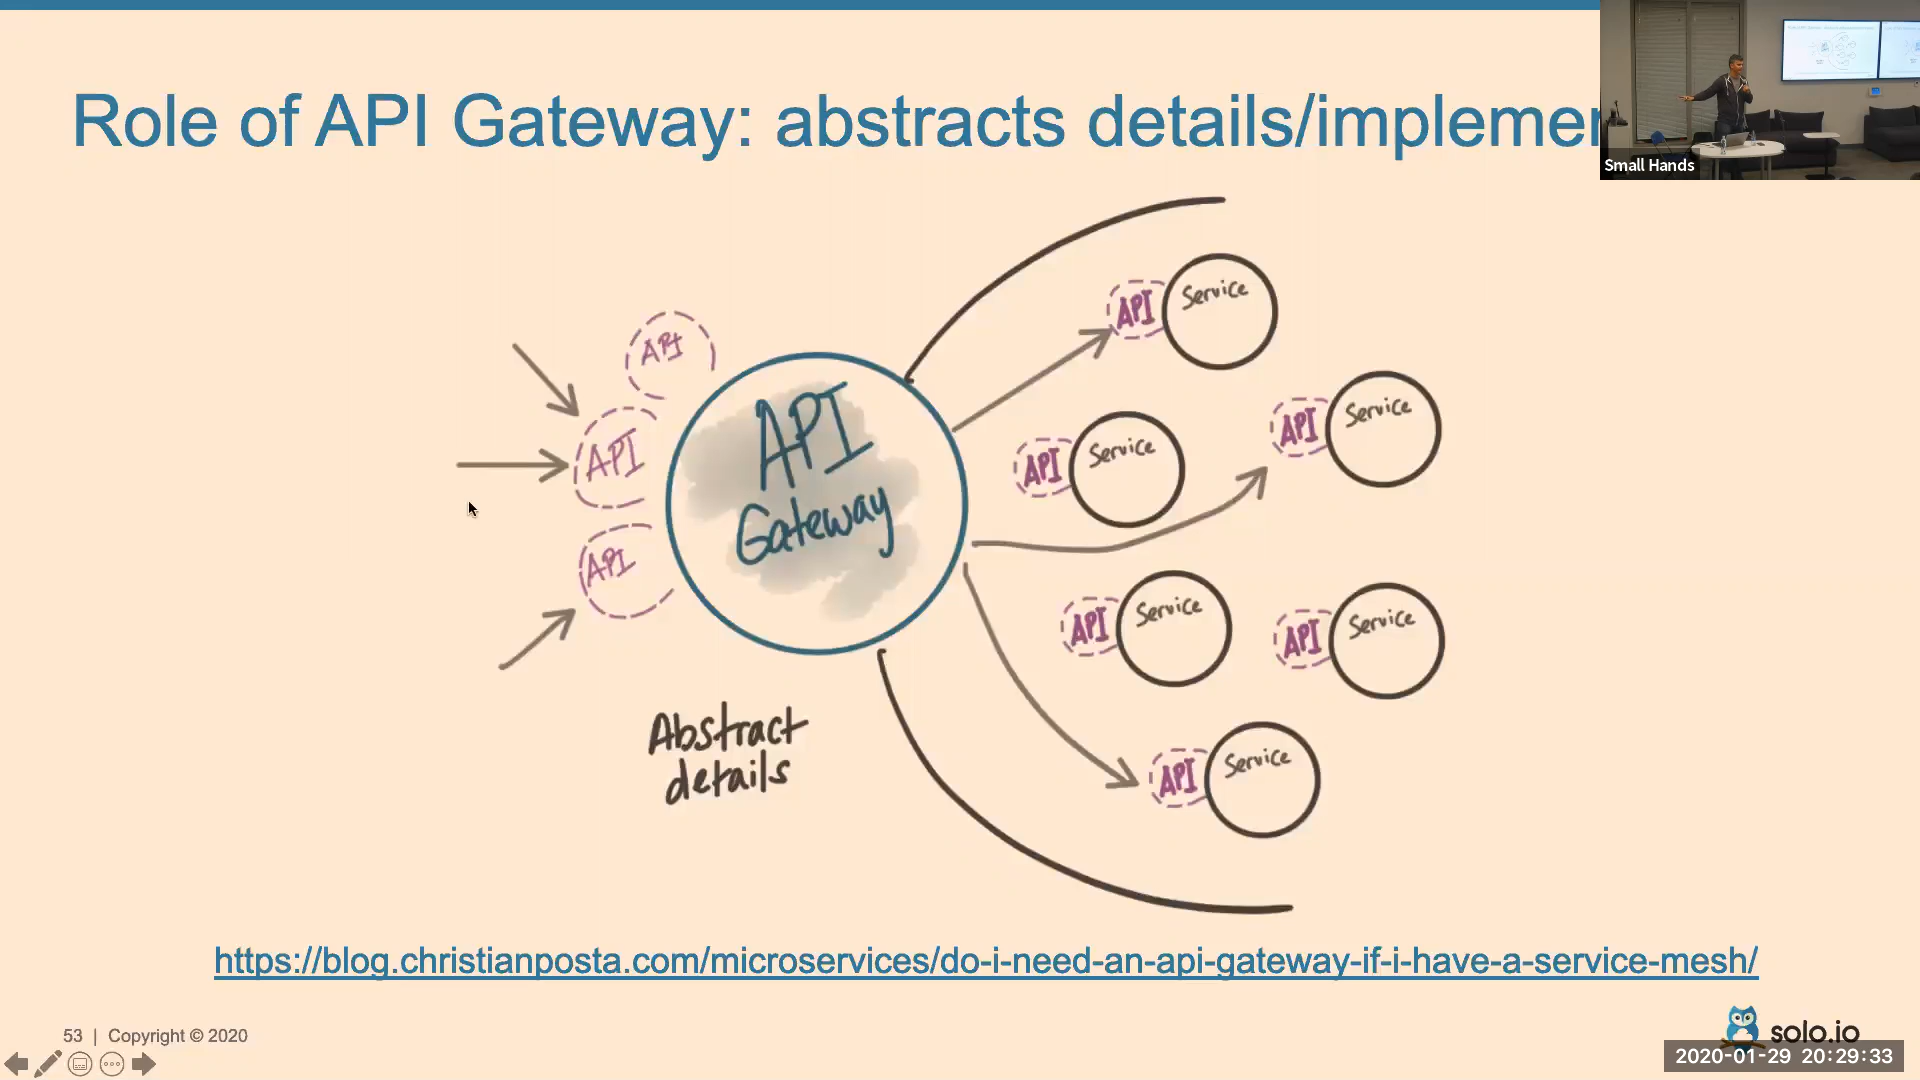 Role of API Gateway: abstracts details/implemen
Small Hands
API
Service
API
API
Service
API
API
Gateway
API
Service
API
API
Service
API
Service
Abstract
details
API
Service
https://blog.christianposta.com/microservices/do-i-need-an-api-gateway-if-i-have-a-service-mesh/
53 | Copyright © 2020
solo.io
2020-01-29 20:29:33